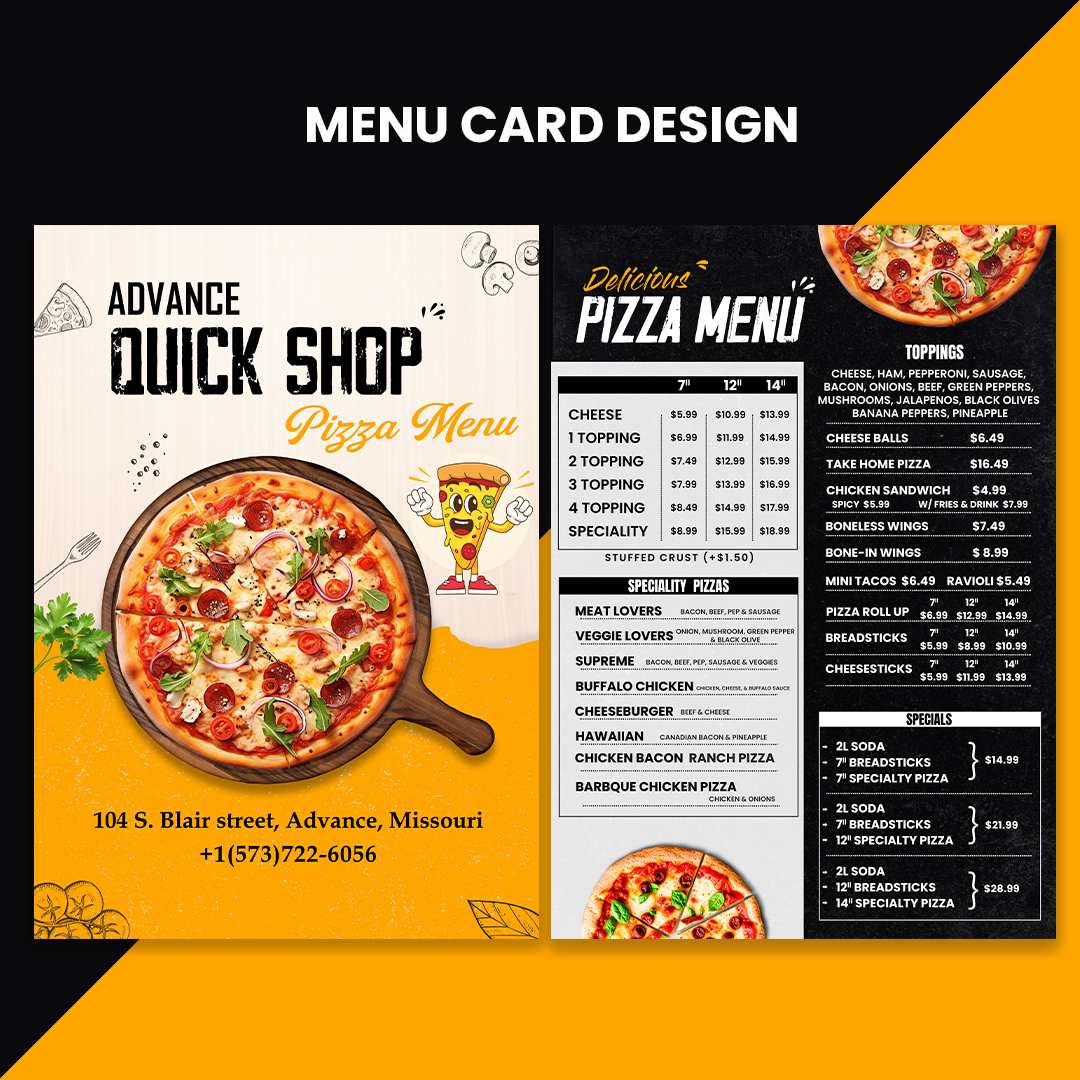 MENU CARD DESIGN
ADVANCE
QUICK SHOP
Pizza Menu
104 S. Blair street, Advance, Missouri
+1(573)722-6056
Delicious
PIZZA MENU
7" 12" 14"
CHEESE $5.99 $10.99 $13.99
1 TOPPING $6.99 $11.99 $14.99
2 TOPPING $7.49 $12.99 $15.99
3 TOPPING $7.99 $13.99 $16.99
4 TOPPING $8.49 $14.99 $17.99
SPECIALITY $8.99 $15.99 $18.99
STUFFED CRUST (+$1.50)
SPECIALITY PIZZAS
MEAT LOVERS BACON, BEEF, PEP & SAUSAGE
VEGGIE LOVERS ONION, MUSHROOM, GREEN PEPPER
& BLACK OLIVE
SUPREME BACON, BEEF, PEP, SAUSAGE & VEGGIES
BUFFALO CHICKEN CHICKEN, CHEESE, & BUFFALO SAUCE
CHEESEBURGER BEEF & CHEESE
HAWAIIAN CANADIAN BACON & PINEAPPLE
CHICKEN BACON RANCH PIZZA
BARBQUE CHICKEN PIZZA
CHICKEN & ONIONS
TOPPINGS
CHEESE, HAM, PEPPERONI, SAUSAGE,
BACON, ONIONS, BEEF, GREEN PEPPERS,
MUSHROOMS, JALAPENOS, BLACK OLIVES
BANANA PEPPERS, PINEAPPLE
CHEESE BALLS $6.49
TAKE HOME PIZZA $16.49
CHICKEN SANDWICH $4.99
SPICY $5.99 W/ FRIES & DRINK $7.99
BONELESS WINGS $7.49
BONE-IN WINGS $ 8.99
MINI TACOS $6.49 RAVIOLI $5.49
7" 12" 14"
PIZZA ROLL UP $6.99 $12.99 $14.99
7" 12" 14"
BREADSTICKS $5.99 $8.99 $10.99
7" 12" 14"
CHEESESTICKS $5.99 $11.99 $13.99
SPECIALS
2L SODA
7" BREADSTICKS $14.99
7" SPECIALTY PIZZA
2L SODA
7" BREADSTICKS $21.99
12" SPECIALTY PIZZA
2L SODA
12" BREADSTICKS $28.99
14" SPECIALTY PIZZA